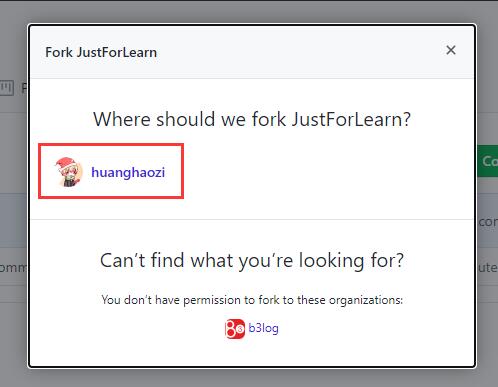 Fork JustForLearn
Where should we fork JustForLearn?
huanghaozi
Can’t find what you’re looking for?
You don’t have permission to fork to these organizations:
b3log